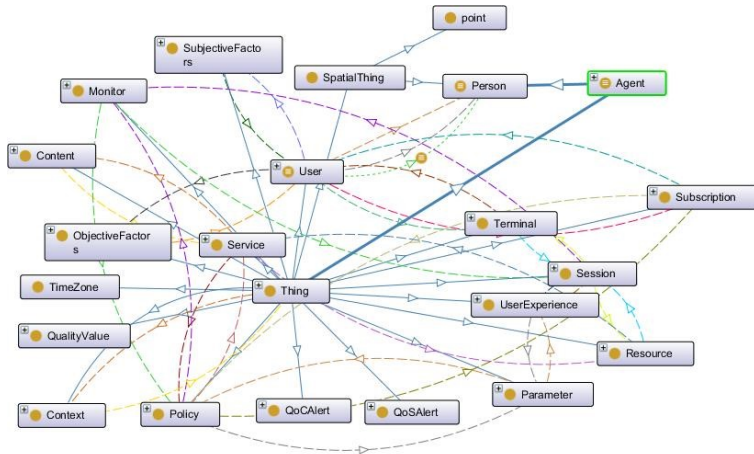 point
SubjectiveFacto
rs
SpatialThing
Person
Agent
Monitor
Content
User
Subscription
Terminal
ObjectiveFactor
s
Service
Session
TimeZone
Thing
UserExperience
QualityValue
Resource
Parameter
Context
Policy
QoCAlert
QoSAlert